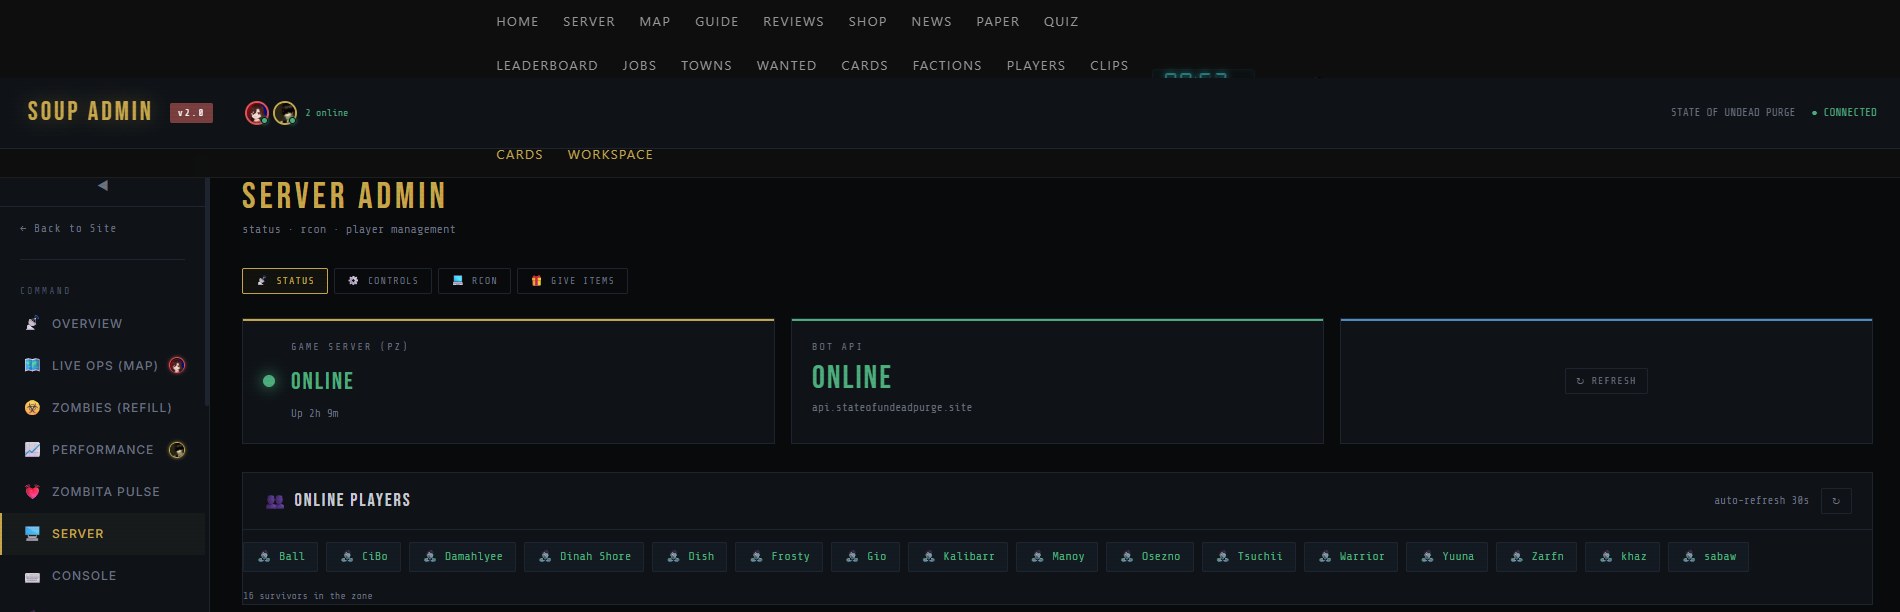 HOME SERVER MAP GUIDE REVIEWS SHOP NEWS PAPER QUIZ
LEADERBOARD JOBS TOWNS WANTED CARDS FACTIONS PLAYERS CLIPS
SOUP ADMIN v2.0 2 online STATE OF UNDEAD PURGE ● CONNECTED
CARDS WORKSPACE
◀
SERVER ADMIN
← Back to Site
status · rcon · player management
STATUS CONTROLS RCON GIVE ITEMS
COMMAND
OVERVIEW
LIVE OPS (MAP)
ZOMBIES (REFILL)
PERFORMANCE
ZOMBITA PULSE
SERVER
CONSOLE
GAME SERVER (PZ)
ONLINE
Up 2h 9m
BOT API
ONLINE
api.stateofundeadpurge.site
↻ REFRESH
ONLINE PLAYERS auto-refresh 30s ↻
Ball CiBo Damahlyee Dinah Shore Dish Frosty Gio Kalibarr Manoy Osezno Tsuchii Warrior Yuuna Zarfn khaz sabaw
16 survivors in the zone